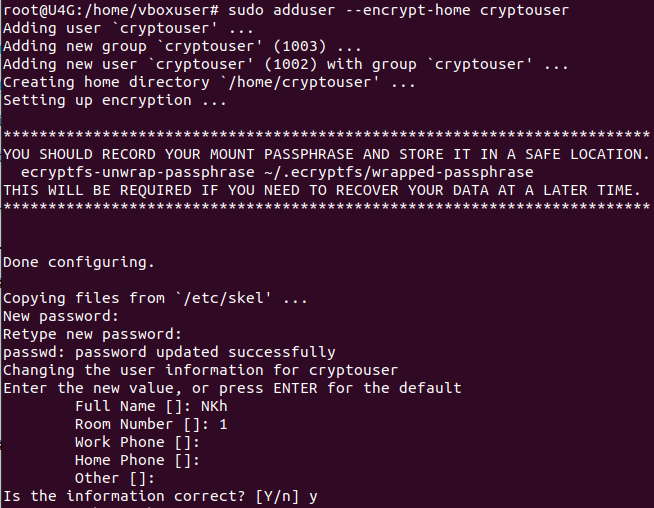 root@U4G:/home/vboxuser# sudo adduser --encrypt-home cryptouser
Adding user `cryptouser' ...
Adding new group `cryptouser' (1003) ...
Adding new user `cryptouser' (1002) with group `cryptouser' ...
Creating home directory `/home/cryptouser' ...
Setting up encryption ...
************************************************************************
YOU SHOULD RECORD YOUR MOUNT PASSPHRASE AND STORE IT IN A SAFE LOCATION.
  ecryptfs-unwrap-passphrase ~/.ecryptfs/wrapped-passphrase
THIS WILL BE REQUIRED IF YOU NEED TO RECOVER YOUR DATA AT A LATER TIME.
************************************************************************
Done configuring.
Copying files from `/etc/skel' ...
New password:
Retype new password:
passwd: password updated successfully
Changing the user information for cryptouser
Enter the new value, or press ENTER for the default
        Full Name []: NKh
        Room Number []: 1
        Work Phone []:
        Home Phone []:
        Other []:
Is the information correct? [Y/n] y